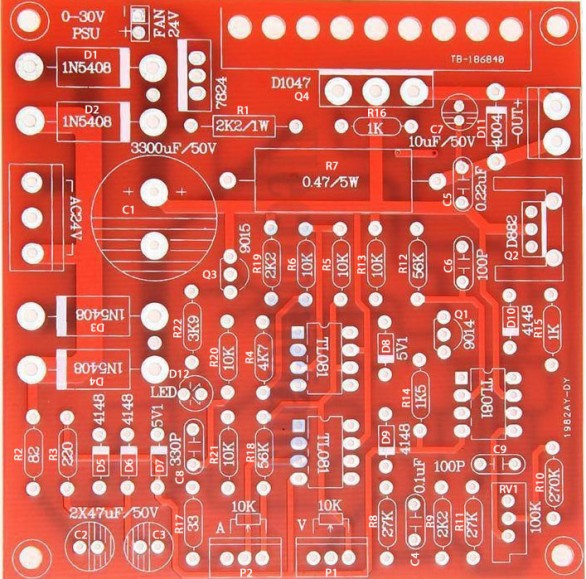 0-30V
PSU
- FAN
+ 24V
7824
TB-186840
D1
1N5408
D2
1N5408
D1047
Q4
R1
2K2/1W
R16
1K
C7
10uF/50V
D11
4004
-OUT+
3300uF/50V
R7
0.47/5W
C5
0.22uF
AC24V
+ +
C1
9015
Q3
R19
2K2
R6
10K
R5
10K
R13
10K
R12
56K
C6
100P
D882
Q2
D3
1N5408
D4
1N5408
R22
3K9
R20
10K
R4
4K7
TL081
D8
5V1
Q1
9014
D10
4148
R15
1K
D12
LED
R14
1K5
TL081
1982AY-DY
R2
82
R3
220
4148
D5
4148
D6
5V1
D7
330P
C8
R21
10K
R18
56K
TL081
D9
4148
100P
C9
RV1
100K
R10
270K
2X47uF/50V
C2
C3
R17
33
10K
A
P2
10K
V
P1
R8
27K
0.1uF
C4
R9
2K2
R11
27K